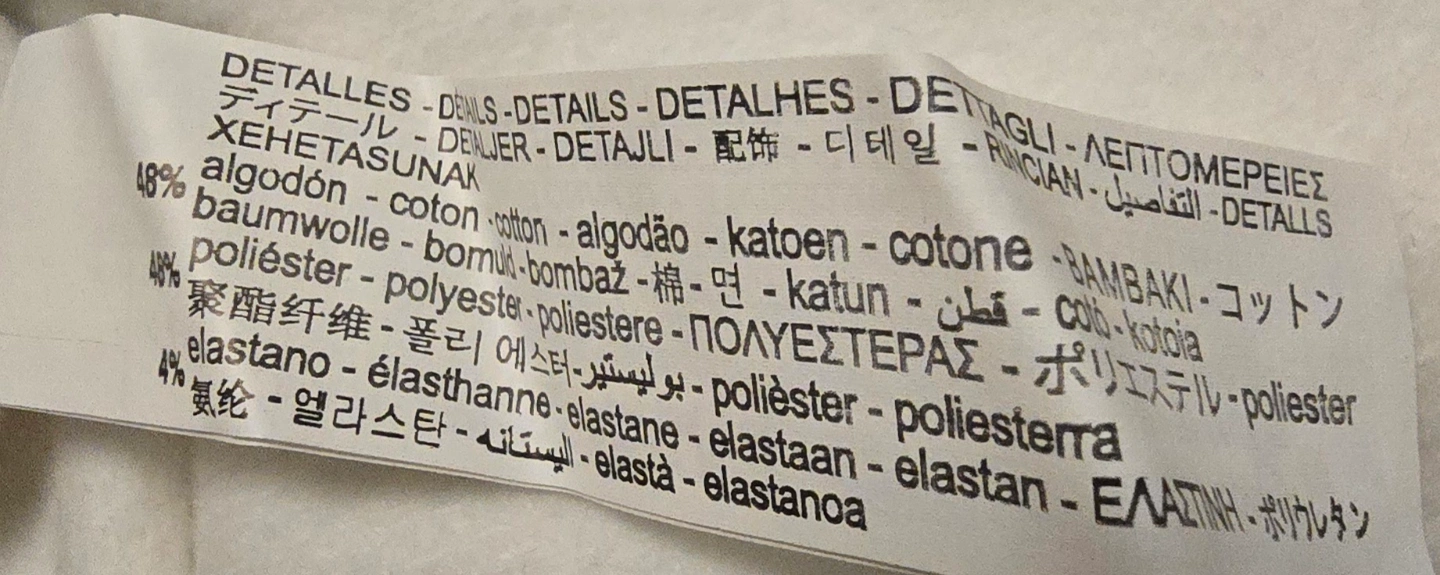 DETALLES - DÉTAILS - DETAILS - DETALHES - DETTAGLI - ΛΕΠΤΟΜΕΡΕΙΕΣ
ディテール - DETALJER - DETAJLI - 配饰 - 디테일 - RINCIAN - التفاصيل - DETALLS
XEHETASUNAK
48% algodón - coton - cotton - algodão - katoen - cotone - BAMBAKI - コットン
baumwolle - bomuld - bombaž - 棉 - 면 - katun - قطن - cotó - kotoia
48% poliéster - polyester - poliestere - ΠΟΛΥΕΣΤΕΡΑΣ - ポリエステル - poliester
聚酯纤维 - 폴리 에스터 - بوليستير - polièster - poliesterra
4% elastano - élasthanne - elastane - elastaan - elastan - ΕΛΑΣΤΙΝΗ - ポリウレタン
氨纶 - 엘라스탄 - اليستانه - elastà - elastanoa